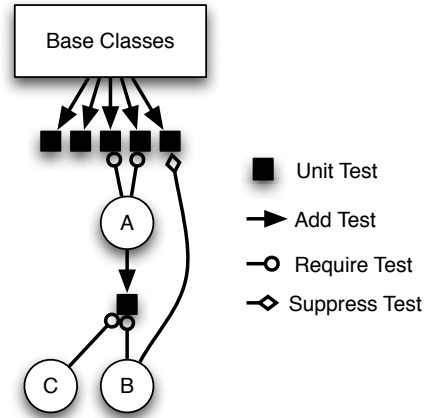 Base Classes
A
C
B
Unit Test
Add Test
Require Test
Suppress Test